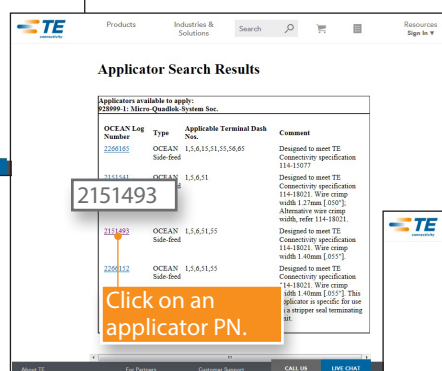 TE
connectivity
Products
Industries &
Solutions
Search
Resources
Sign In
Applicator Search Results
Applicators available to apply:
928999-1: Micro-Quadlok-System Soc.
OCEAN Log Number Type Applicable Terminal Dash Nos. Comment
2266165 OCEAN Side-feed 1,5,6,15,51,55,56,65 Designed to meet TE
Connectivity specification
114-15077
2151541 1,5,6,51 Designed to meet TE
Connectivity specification
114-18021. Wire crimp
width 1.27mm [.050"];
Alternative wire crimp
width, refer 114-18021.
2151493
2151493 OCEAN Side-feed 1,5,6,51,55 Designed to meet TE
Connectivity specification
114-18021. Wire crimp
width 1.40mm [.055"].
2266152 OCEAN Side-feed 1,5,6,51,55 Designed to meet TE
Connectivity specification
114-18021. Wire crimp
width 1.40mm [.055"]. This
applicator is specific for use
a stripper seal terminating
Click on an
applicator PN.
About TE
For Partners
Customer Support
CALL US
LIVE CHAT
TE
connectivity